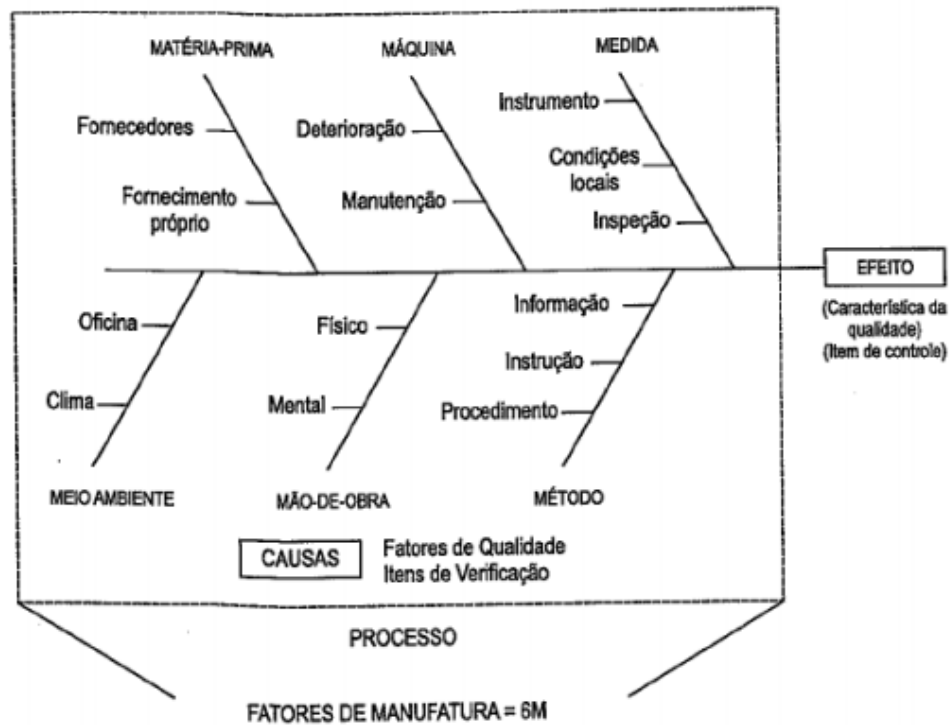 MATÉRIA-PRIMA
MÁQUINA
MEDIDA
Fornecedores
Fornecimento
próprio
Deterioração
Manutenção
Instrumento
Condições
locais
Inspeção
EFEITO
(Característica da
qualidade)
(Item de controle)
Oficina
Clima
Físico
Mental
Informação
Instrução
Procedimento
MEIO AMBIENTE
MÃO-DE-OBRA
MÉTODO
CAUSAS
Fatores de Qualidade
Itens de Verificação
PROCESSO
FATORES DE MANUFATURA = 6M